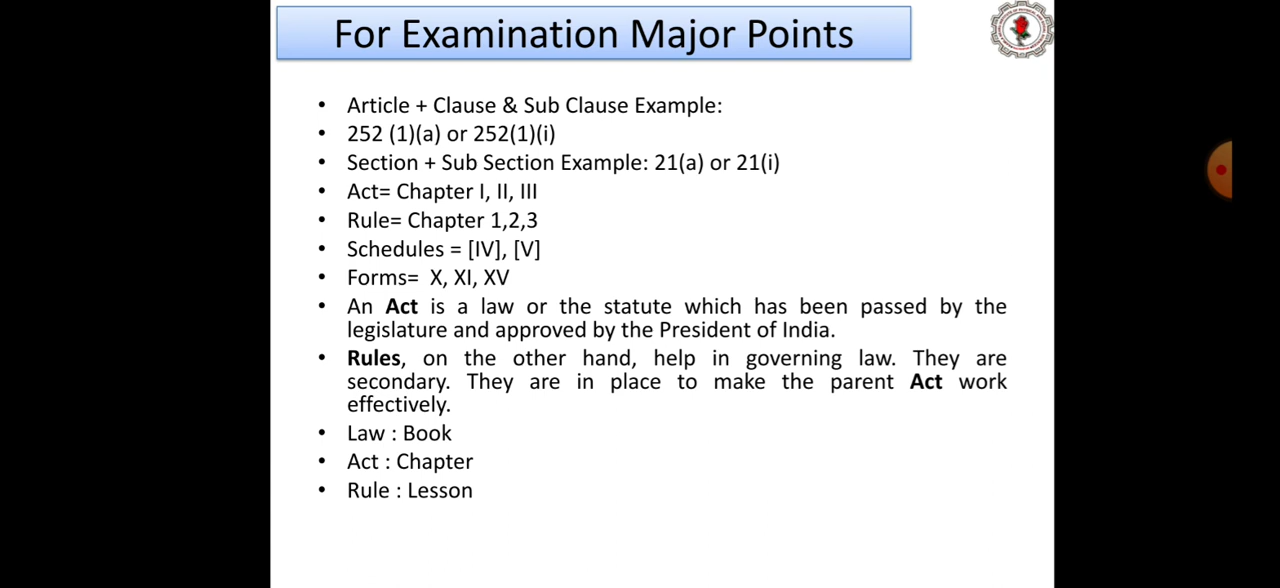 For Examination Major Points
• Article + Clause & Sub Clause Example:
• 252 (1)(a) or 252(1)(i)
• Section + Sub Section Example: 21(a) or 21(i)
• Act= Chapter I, II, III
• Rule= Chapter 1,2,3
• Schedules = [IV], [V]
• Forms=  X, XI, XV
• An Act is a law or the statute which has been passed by the
legislature and approved by the President of India.
• Rules, on the other hand, help in governing law. They are
secondary. They are in place to make the parent Act work
effectively.
• Law : Book
• Act : Chapter
• Rule : Lesson